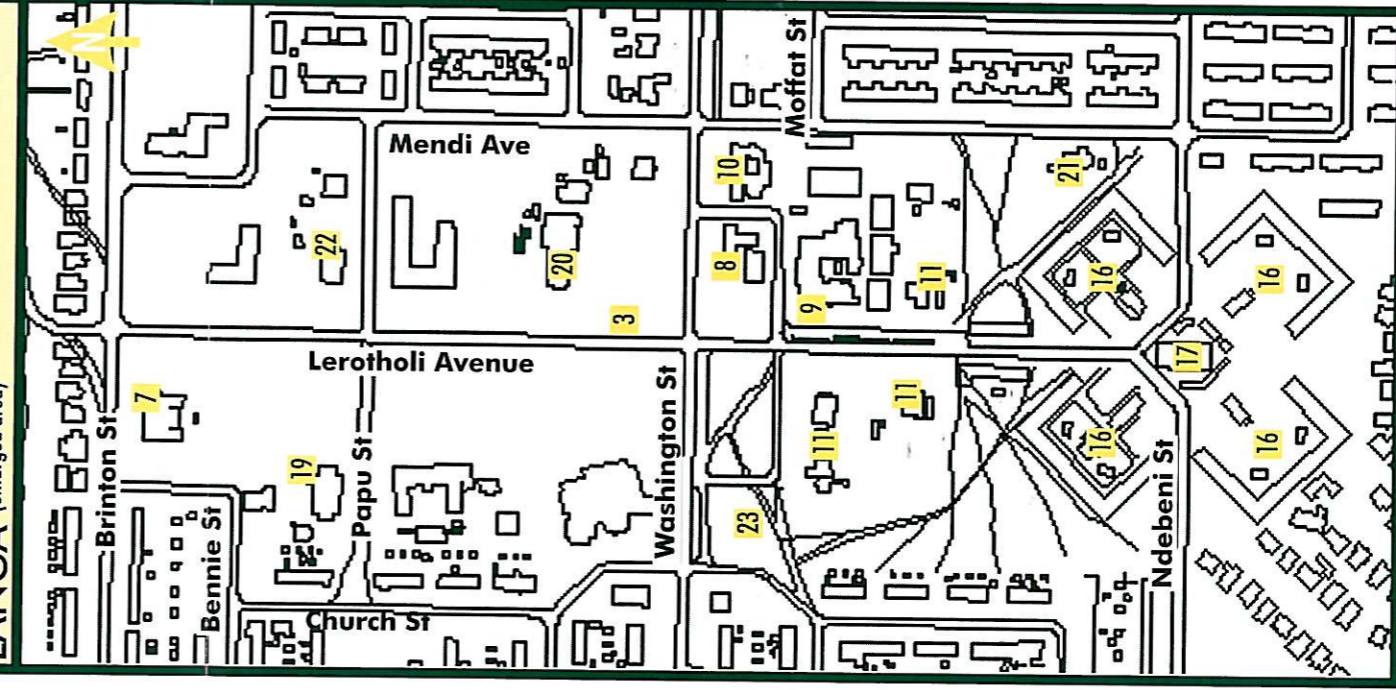 N
Moffat St
Mendi Ave
10
21
22
20
8
16
16
9
11
3
17
Lerotholi Avenue
7
Washington St
11
11
16
16
19
Brinton St
Papu St
23
Ndebeni St
Bennie St
Church St